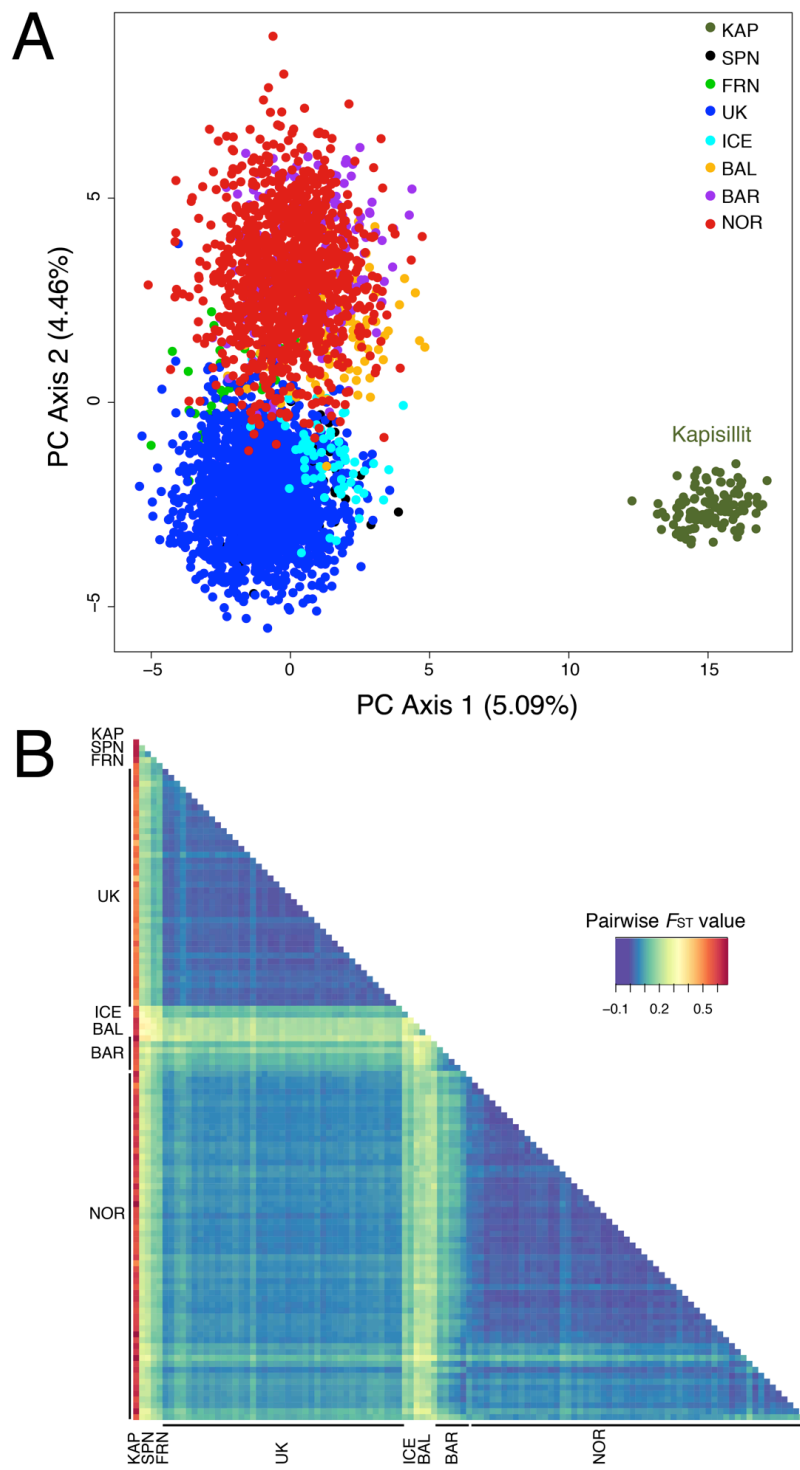 A
KAP
SPN
FRN
UK
ICE
BAL
BAR
NOR
PC Axis 2 (4.46%)
5
0
−5
Kapisillit
−5 0 5 10 15
PC Axis 1 (5.09%)
B
KAP
SPN
FRN
UK
ICE
BAL
BAR
NOR
Pairwise FST value
−0.1 0.2 0.5
KAP SPN FRN UK ICE BAL BAR NOR